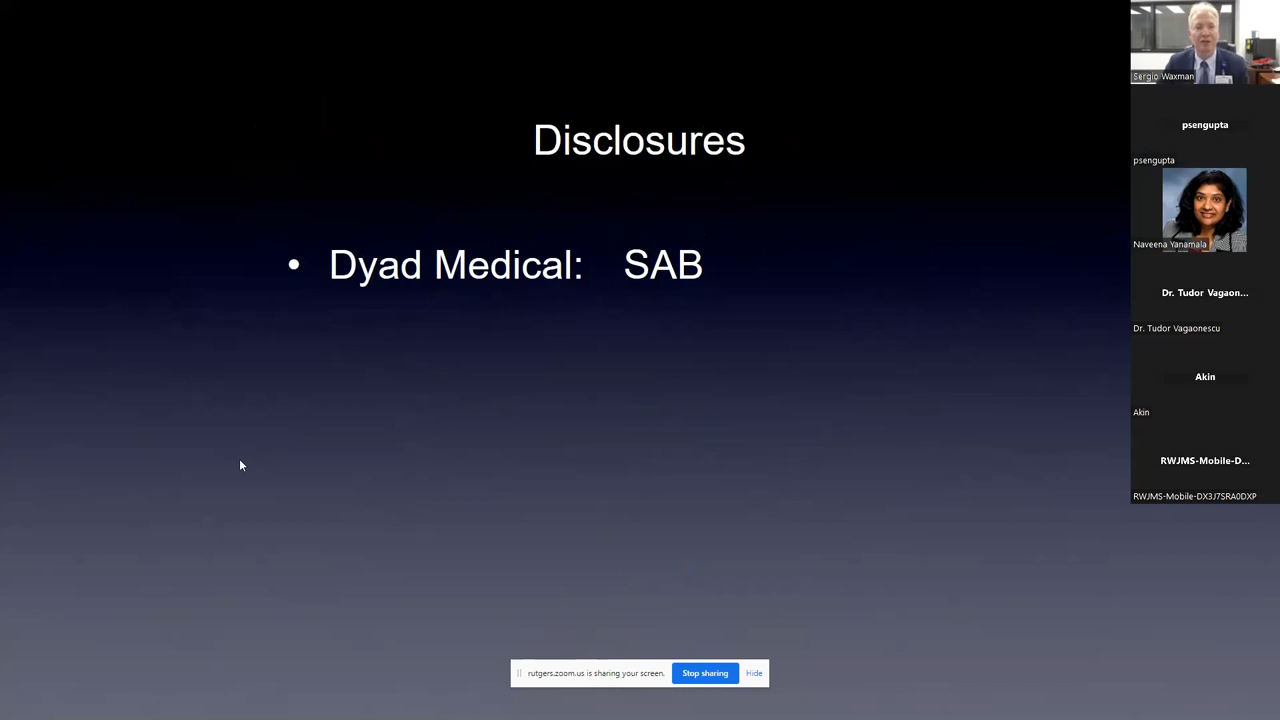 Disclosures
• Dyad Medical: SAB
Sergio Waxman
psengupta
psengupta
Naveena Yanamala
Dr. Tudor Vagaon...
Dr. Tudor Vagaonescu
Akin
Akin
RWJMS-Mobile-D...
RWJMS-Mobile-DX3J7SRA0DXP
rutgers.zoom.us is sharing your screen. Stop sharing Hide